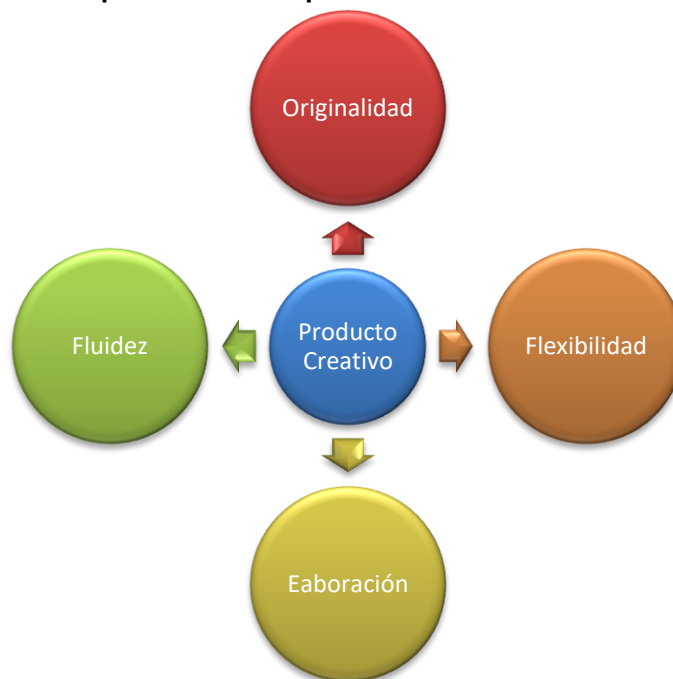 Originalidad
Fluidez
Producto
Creativo
Flexibilidad
Eaboración